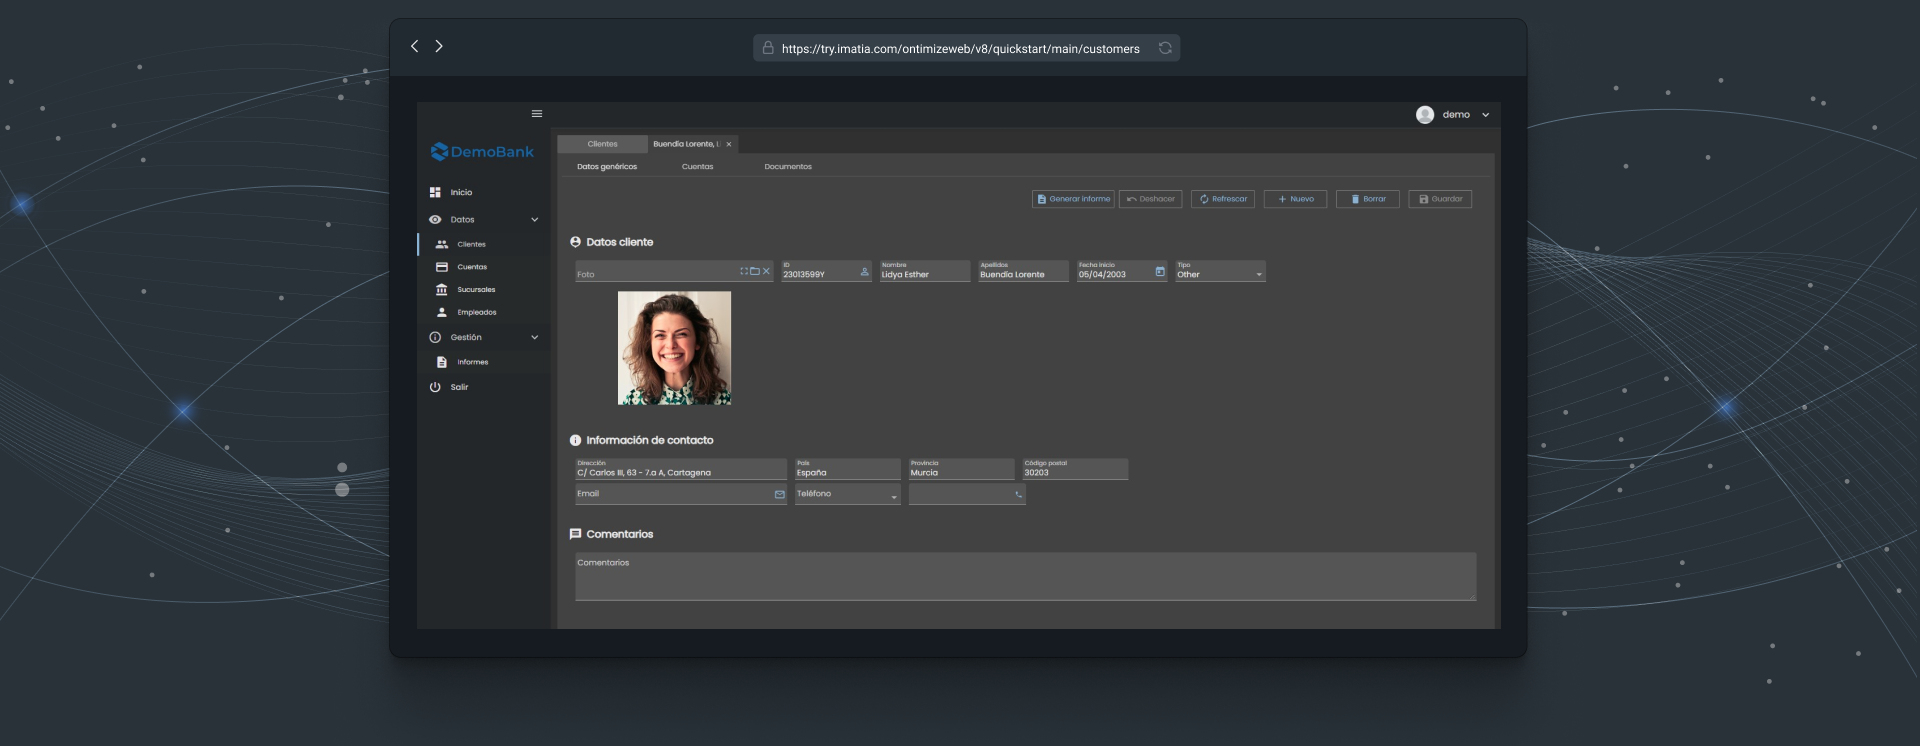 https://try.imatia.com/ontimizeweb/v8/quickstart/main/customers
demo
DemoBank
Clientes
Buendía Lorente, L
Datos genéricos
Cuentas
Documentos
Inicio
Datos
Clientes
Cuentas
Sucursales
Empleados
Gestión
Informes
Salir
Generar informe
Deshacer
Refrescar
Nuevo
Borrar
Guardar
Datos cliente
Foto
ID
23013599Y
Nombre
Lidya Esther
Apellidos
Buendía Lorente
Fecha inicio
05/04/2003
Tipo
Other
Información de contacto
Dirección
C/ Carlos III, 63 - 7.a A, Cartagena
País
España
Provincia
Murcia
Código postal
30203
Email
Teléfono
Comentarios
Comentarios